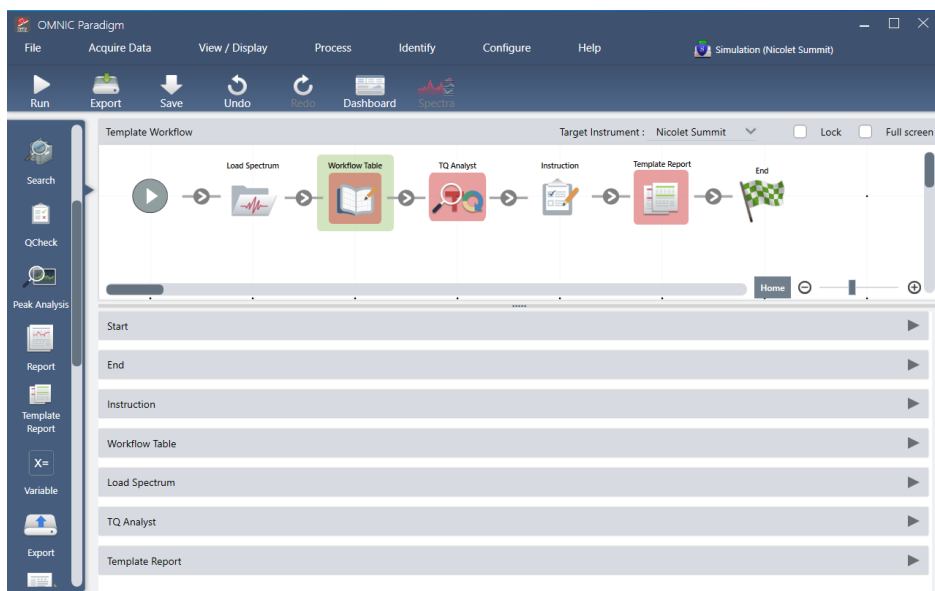 OMNIC Paradigm
File Acquire Data View / Display Process Identify Configure Help Simulation (Nicolet Summit)
Run Export Save Undo Redo Dashboard Spectra
Template Workflow Target Instrument : Nicolet Summit Lock Full screen
Load Spectrum Workflow Table TQ Analyst Instruction Template Report End
Home
Search
QCheck
Peak Analysis
Report
Template
Report
X=
Variable
Export
Start
End
Instruction
Workflow Table
Load Spectrum
TQ Analyst
Template Report